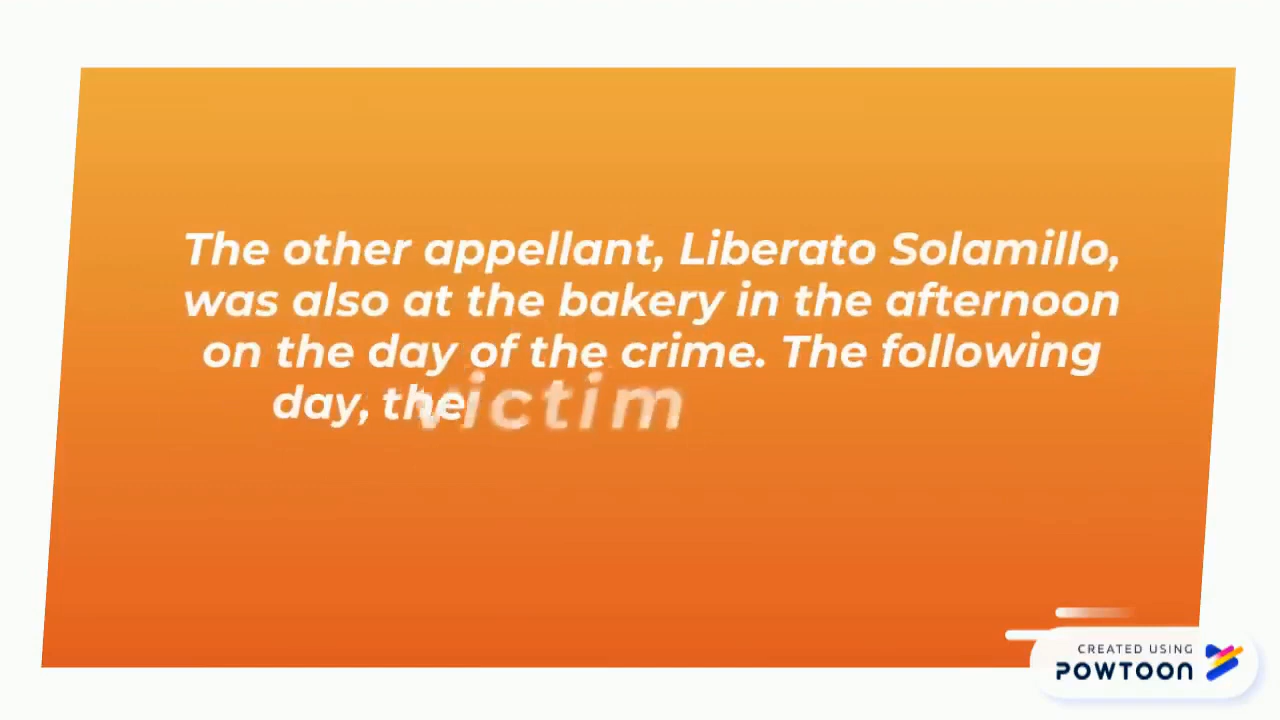 The other appellant, Liberato Solamillo,
was also at the bakery in the afternoon
on the day of the crime. The following
day, the victim
CREATED USING
POWTOON